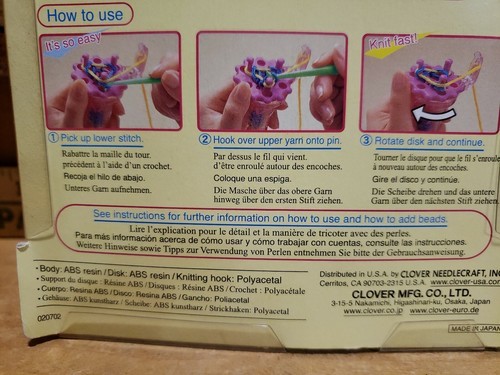 How to use
It's so easy
Knit fast!
① Pick up lower stitch.
Rabattre la maille du tour.
précédent à l'aide d'un crochet.
Recoja el hilo de abajo.
Unteres Garn aufnehmen.
② Hook over upper yarn onto pin.
Par dessus le fil qui vient.
d'être enroulé autour des encoches.
Coloque una espiga.
Die Masche über das obere Garn
hinweg über den ersten Stift ziehen.
③ Rotate disk and continue.
Tourner le disque pour que le fil s'enroule
à nouveau autour des encoches.
Gire el disco y continúe.
Die Scheibe drehen und das untere
Garn über den nächsten Stift ziehen.
See instructions for further information on how to use and how to add beads.
Lire l'explication pour le détail et la manière de tricoter avec des perles.
Para más información acerca de cómo usar y cómo trabajar con cuentas, consulte las instrucciones.
Weitere Hinweise sowie Tipps zur Verwendung von Perlen entnehmen Sie bitte der Gebrauchsanweisung.
• Body: ABS resin / Disk: ABS resin / Knitting hook: Polyacetal
• Support du disque : Résine ABS / Disques : Résine ABS / Crochet : Polycétale
• Cuerpo: Resina ABS / Disco: Resina ABS / Gancho: Poliacetal
• Gehäuse: ABS kunstharz / Scheibe: ABS kunstharz / Strickhaken: Polyacetal
020702
Distributed in U.S.A. by CLOVER NEEDLECRAFT, INC
Cerritos, CA 90703-2315 U.S.A. www.clover-usa.com
CLOVER MFG. CO., LTD.
3-15-5 Nakamichi, Higashinari-ku, Osaka, Japan
www.clover.co.jp www.clover-euro.de
MADE IN JAPAN